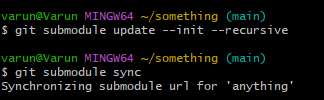 varun@Varun MINGW64 ~/something (main)
$ git submodule update --init --recursive
varun@Varun MINGW64 ~/something (main)
$ git submodule sync
Synchronizing submodule url for 'anything'